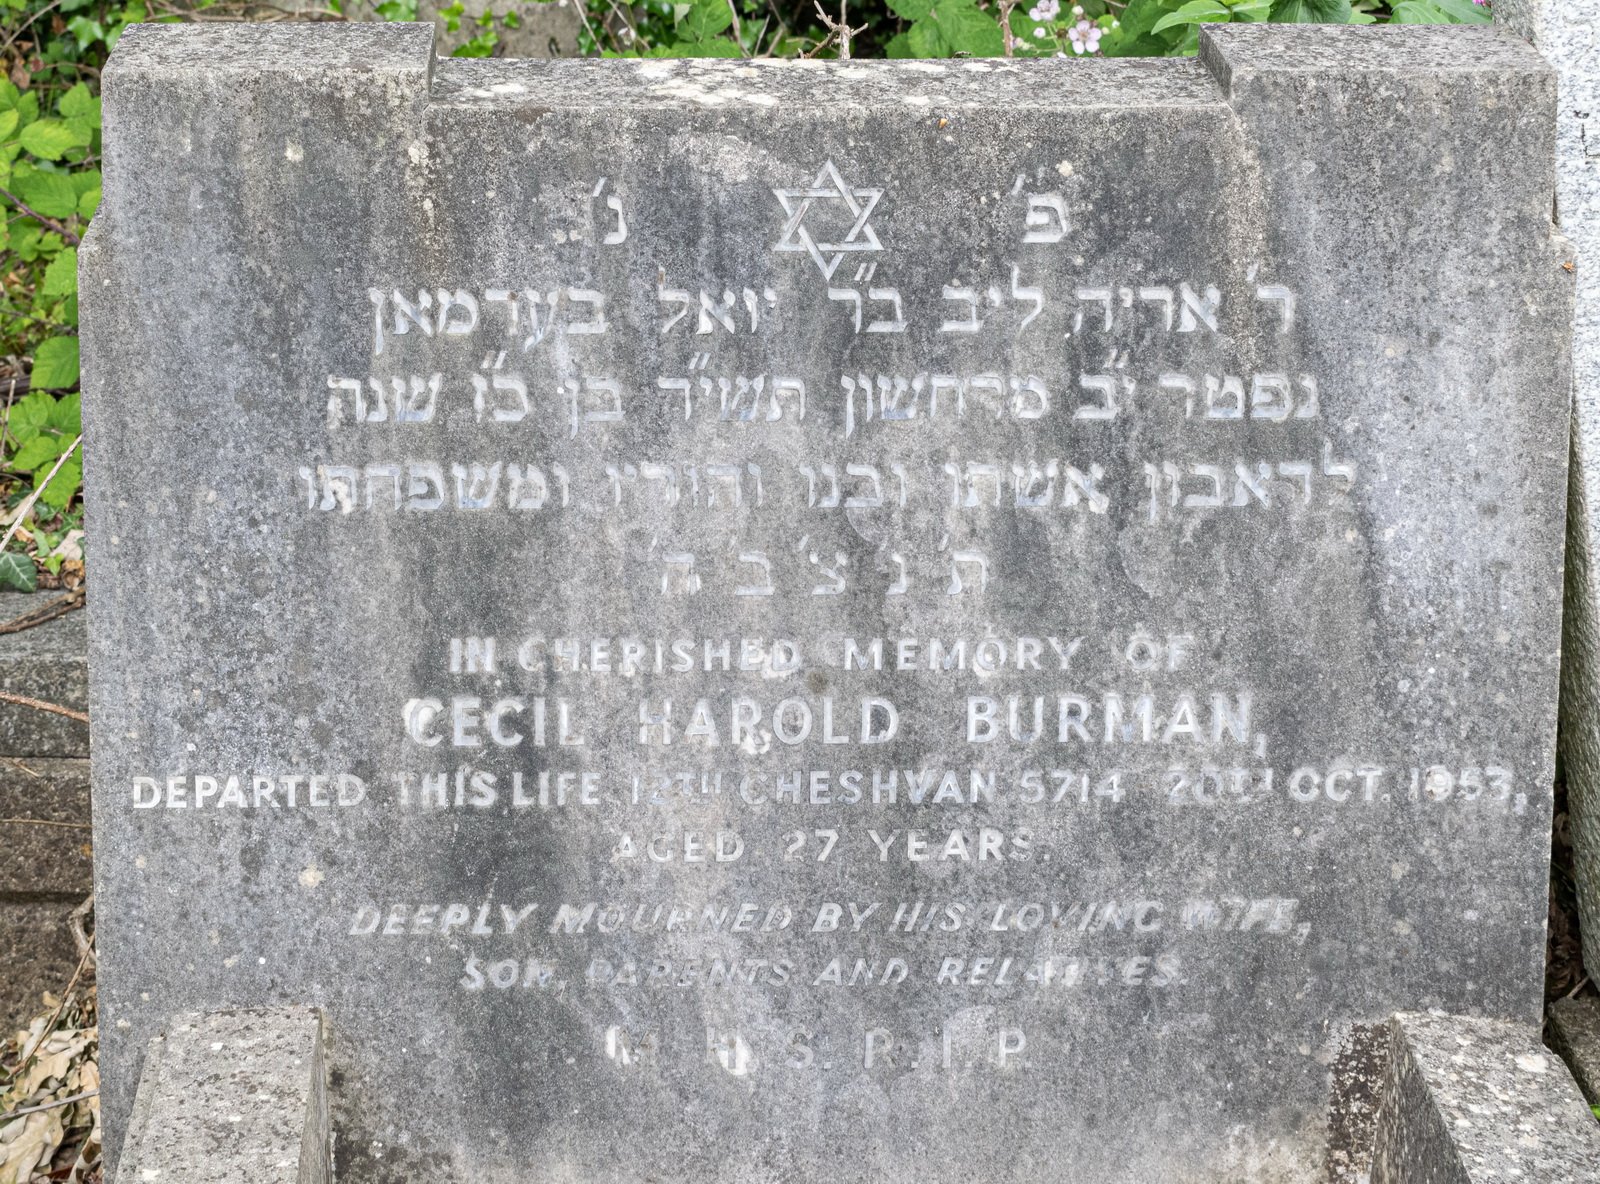 פ׳ נ׳
ר׳ אריה ליב ב״ר יואל בערמאן
נפטר י״ב מרחשון תשי״ד בן כ״ז שנה
לדאבון אשתו ובנו והוריו ומשפחתו
ת׳ נ׳ צ׳ ב׳ ה׳
IN CHERISHED MEMORY OF
CECIL HAROLD BURMAN,
DEPARTED THIS LIFE 12TH CHESHVAN 5714 20TH OCT. 1953,
AGED 27 YEARS.
DEEPLY MOURNED BY HIS LOVING WIFE,
SON, PARENTS AND RELATIVES.
M. H. S. R. I. P.